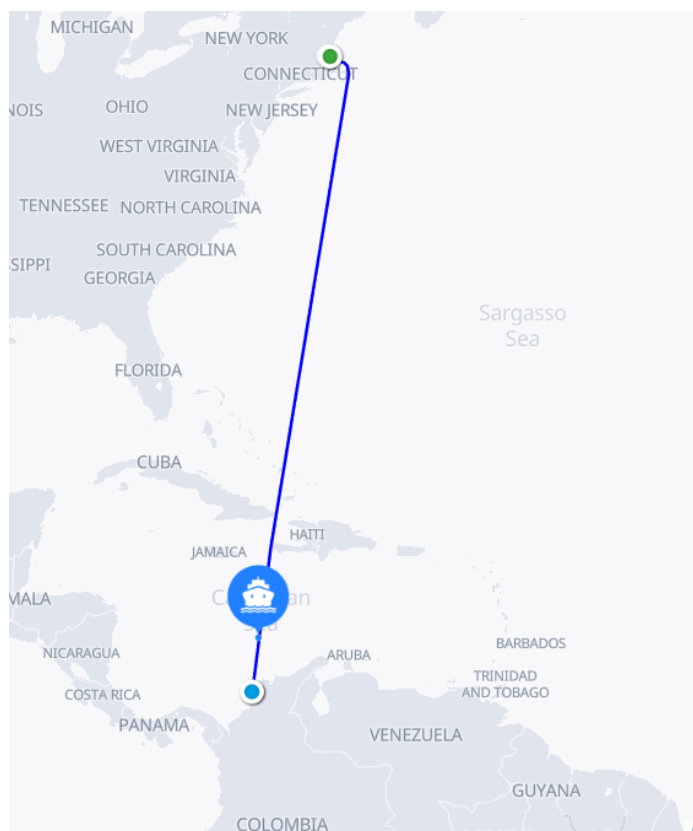 MICHIGAN
NEW YORK
CONNECTICUT
NOIS
OHIO
NEW JERSEY
WEST VIRGINIA
VIRGINIA
TENNESSEE
NORTH CAROLINA
SOUTH CAROLINA
SSIPPI
GEORGIA
Sargasso
Sea
FLORIDA
CUBA
HAITI
JAMAICA
MALA
NICARAGUA
BARBADOS
ARUBA
TRINIDAD
AND TOBAGO
COSTA RICA
PANAMA
VENEZUELA
GUYANA
COLOMBIA